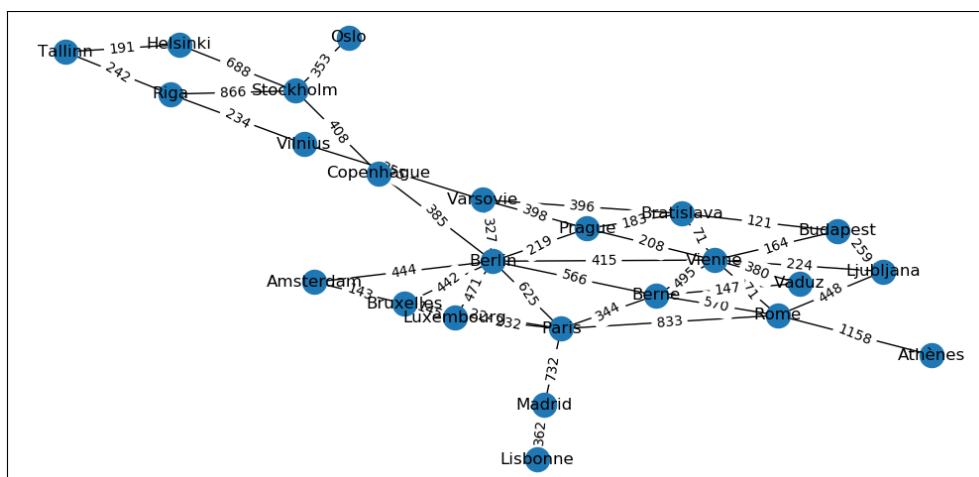 Oslo
Helsinki
Tallinn
191
353
688
242
Stockholm
Riga
866
234
408
Vilnius
Copenhague
Varsovie
396
Bratislava
385
398
183
121
327
Prague
Budapest
71
219
208
164
259
Berlin
415
Vienne
224
Ljubljana
444
442
471
566
495
380
Amsterdam
143
625
147
Vaduz
448
Bruxelles
Berne
71
Luxembourg
232
Paris
344
833
Rome
1158
Athènes
732
Madrid
362
Lisbonne